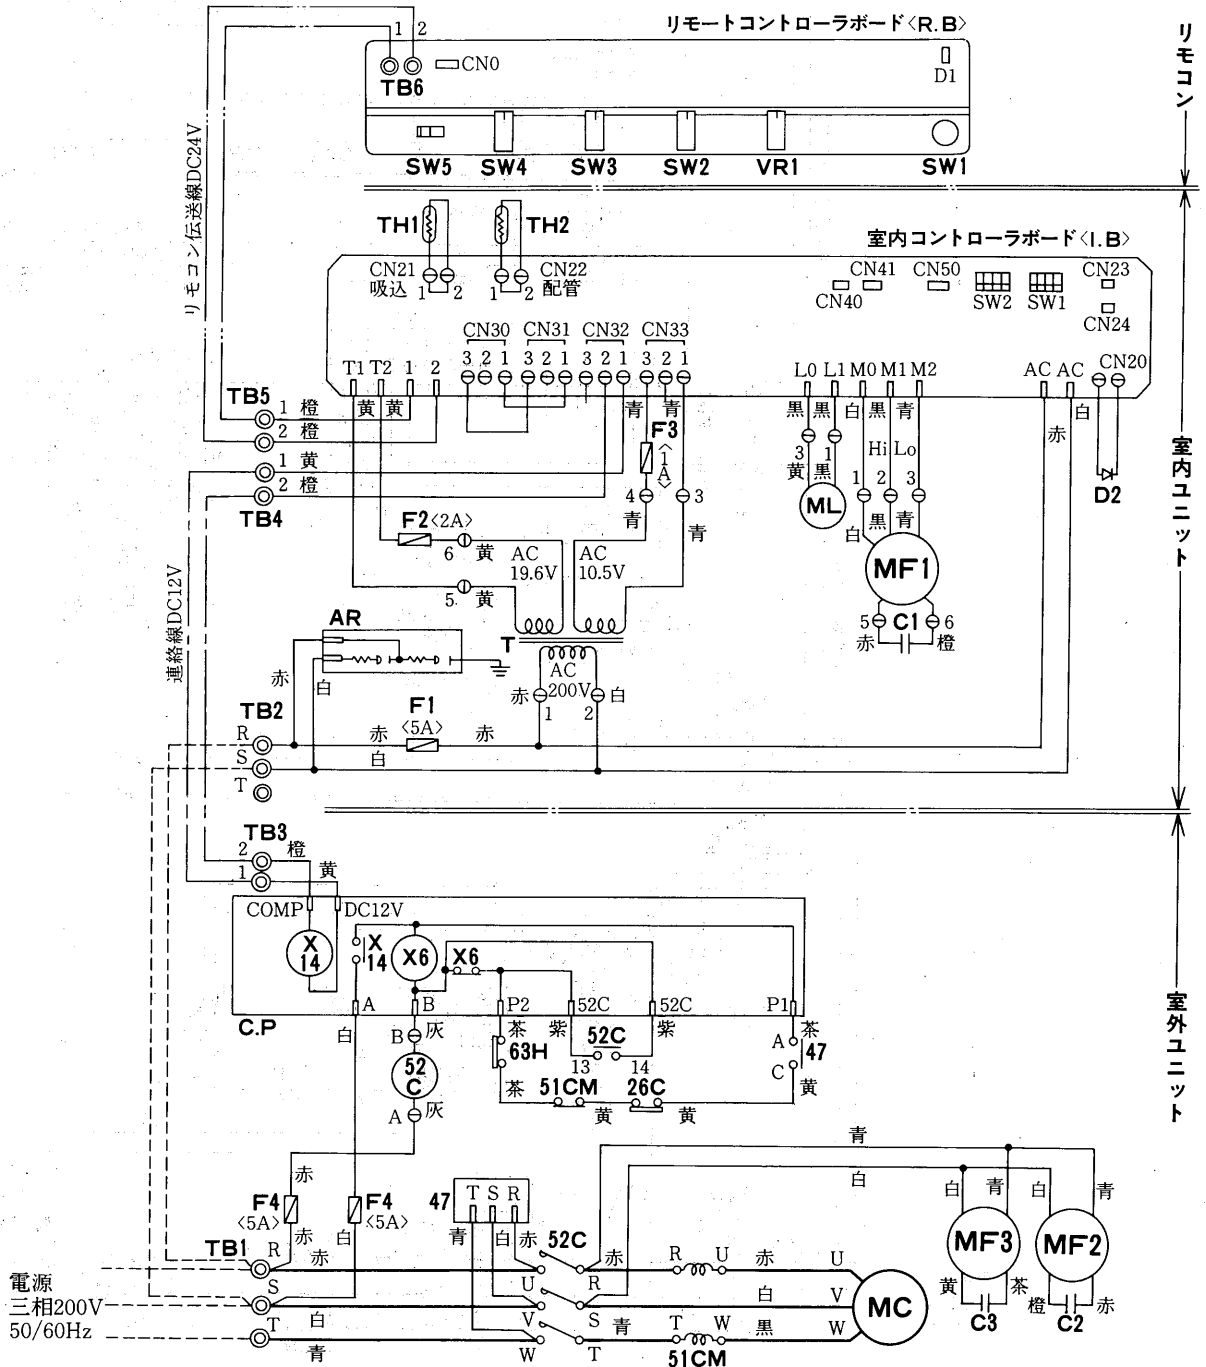 リモートコントローラボード〈R.B〉
1 2
CN0
TB6
D1
SW5 SW4 SW3 SW2 VR1 SW1
リモコン
リモコン伝送線DC24V
TH1
TH2
室内コントローラボード〈I.B〉
CN21
吸込 1 2
1 2 CN22
配管
CN40
CN41
CN50
SW2
SW1
CN23
CN24
CN30 CN31 CN32 CN33
3 2 1 3 2 1 3 2 1 3 2 1
T1 T2 1 2
L0 L1 M0 M1 M2
AC AC CN20
TB5
1 橙
黄 黄
2 橙
1 黄
2 橙
TB4
青 青
F3
〈1A〉
4 3
青
青
黒 黒 白 黒 青
Hi Lo
3 1 1 2 3
黄 黒
白 黒 青
ML
MF1
5 C1 6
赤 橙
赤
白
D2
室内ユニット
F2〈2A〉
6 黄
5 黄
AC
19.6V
AC
10.5V
T
AC
200V
赤 白
1 2
連絡線DC12V
AR
赤
白
TB2
R
S
T
F1
〈5A〉
赤 赤
白
TB3
2 橙
1 黄
COMP DC12V
X
14
X
14
X6
X6
A B P2 52C 52C P1
C.P
白
B 灰
52
C
A 灰
茶 紫 紫 茶
63H
52C
13 14
茶
51CM 26C
黄 黄
A
47
C
黄
室外ユニット
青
白
赤
F4
〈5A〉
赤
F4
〈5A〉
白
47
T S R
青 白 赤
52C
白 青 白 青
MF3
MF2
黄 茶 橙 赤
C3 C2
TB1
R 赤
U R
赤
R U 赤 U
S
白
V S
白 V
T
青
W T
青
T W 黒 W
51CM
MC
電源
三相200V
50/60Hz